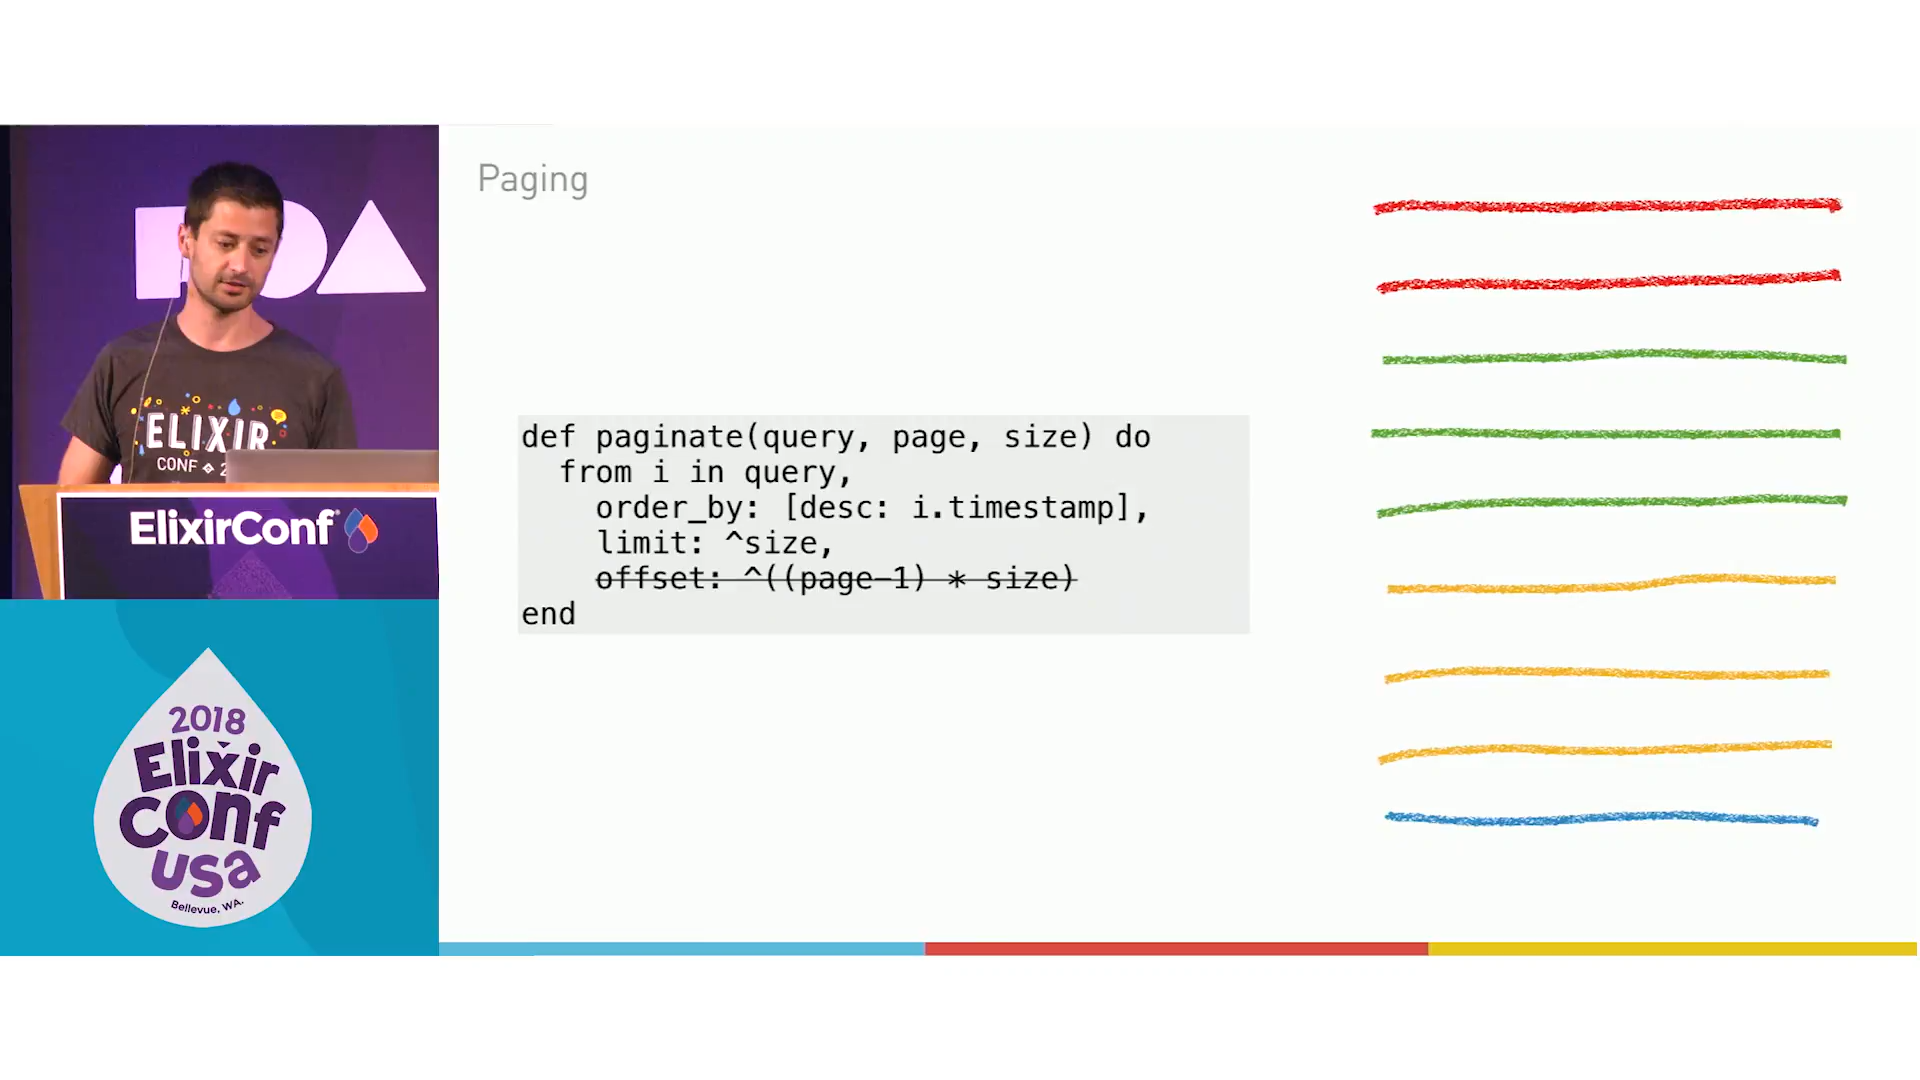 Paging
ELIXIR
CONF
ElixirConf
def paginate(query, page, size) do
from i in query,
order_by: [desc: i.timestamp],
limit: ^size,
offset: ^((page-1) * size)
end
2018
Elixir
conf
usa
Bellevue, WA.